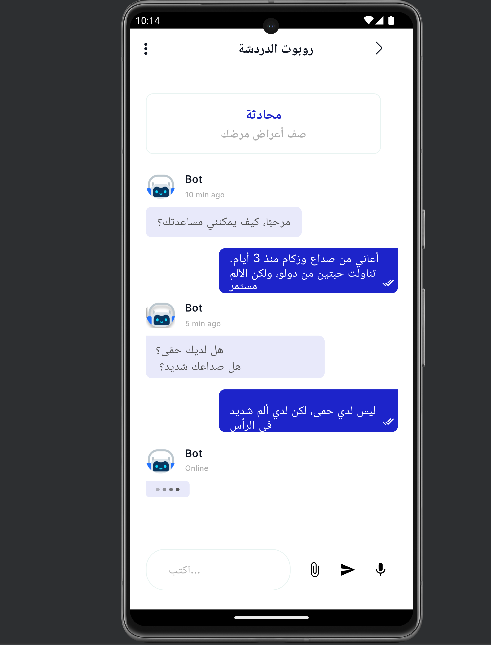 10:14
روبوت الدردشة
محادثة
صف أعراض مرضك
Bot
10 min ago
مرحبًا، كيف يمكنني مساعدتك؟
أعاني من صداع وزكام منذ 3 أيام.
تناولت حبتين من دولو، ولكن الألم
مستمر
Bot
5 min ago
هل لديك حمى؟
هل صداعك شديد؟
ليس لدي حمى، لكن لدي ألم شديد
في الرأس
Bot
Online
اكتب...